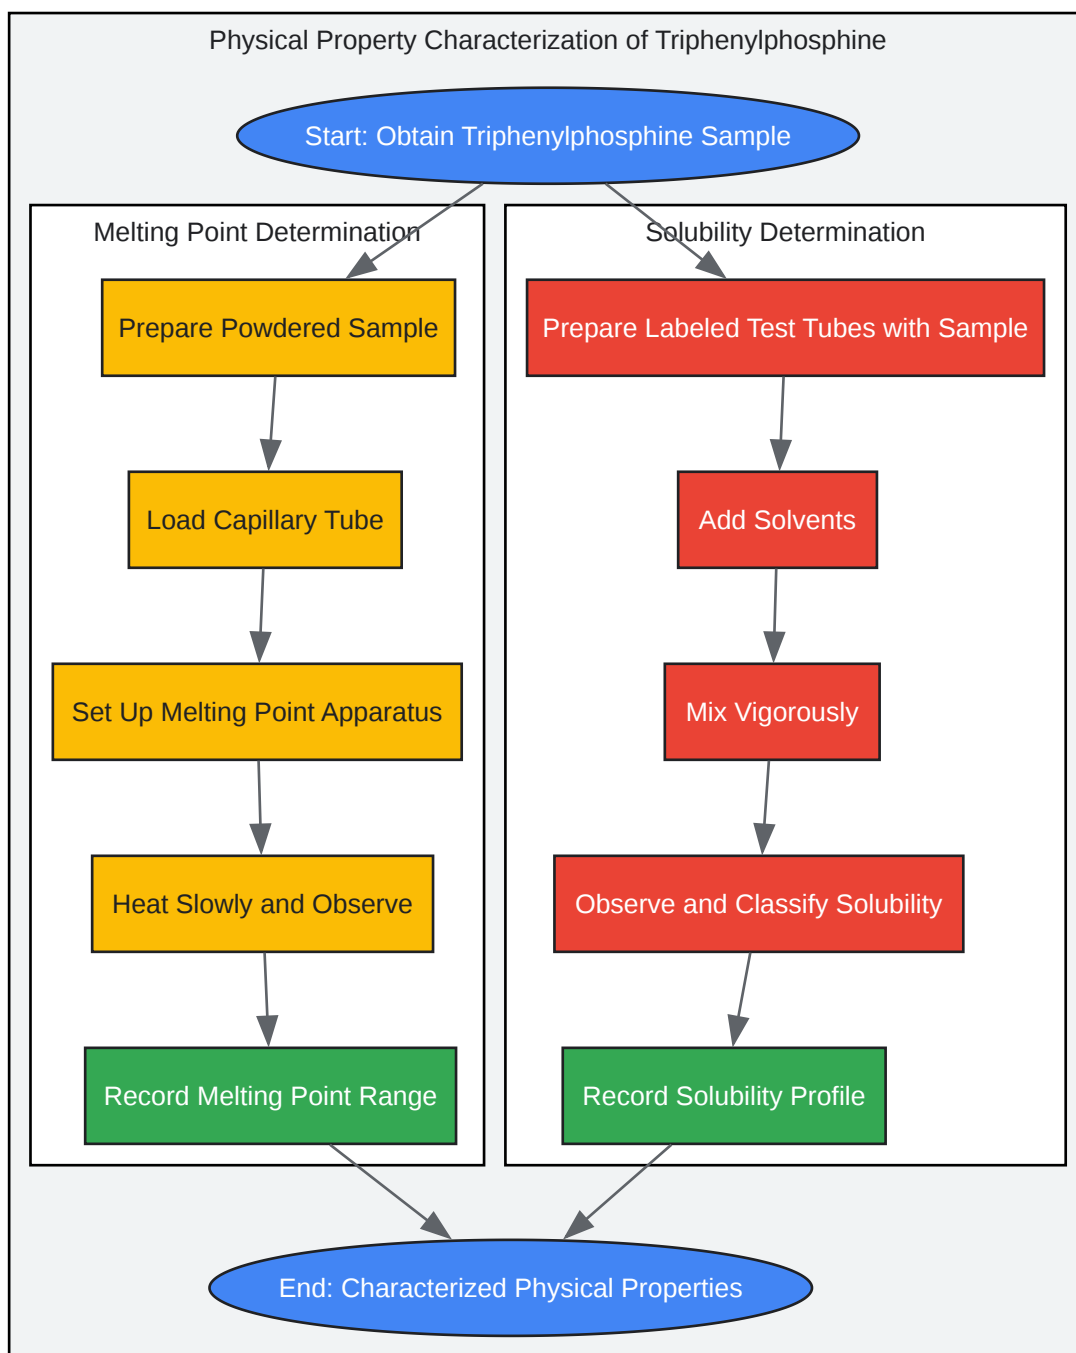 Physical Property Characterization of Triphenylphosphine
Start: Obtain Triphenylphosphine Sample
Melting Point Determination
Prepare Powdered Sample
Load Capillary Tube
Set Up Melting Point Apparatus
Heat Slowly and Observe
Record Melting Point Range
Solubility Determination
Prepare Labeled Test Tubes with Sample
Add Solvents
Mix Vigorously
Observe and Classify Solubility
Record Solubility Profile
End: Characterized Physical Properties